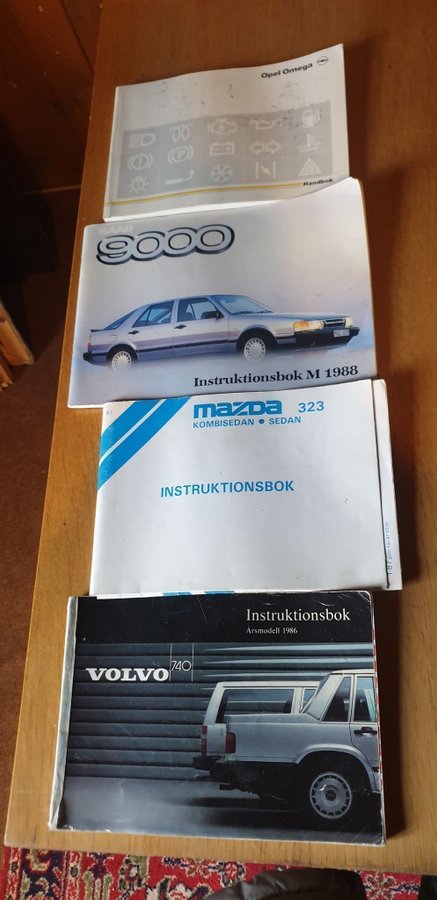 Opel Omega
Handbok
SAAB
9000
Instruktionsbok M 1988
mazda 323
KOMBISEDAN • SEDAN
INSTRUKTIONSBOK
Instruktionsbok
Årsmodell 1986
VOLVO 740